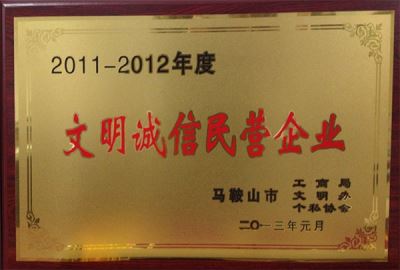 2011-2012年度
文明诚信民营企业
马鞍山市
工商局
文明办
个私协会
二〇一三年元月